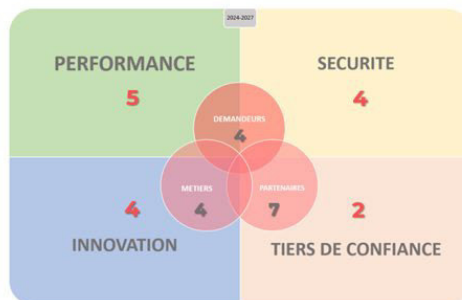 2024-2027
PERFORMANCE
5
SECURITE
4
DEMANDEURS
4
METIERS
4
PARTENAIRES
7
4
INNOVATION
2
TIERS DE CONFIANCE